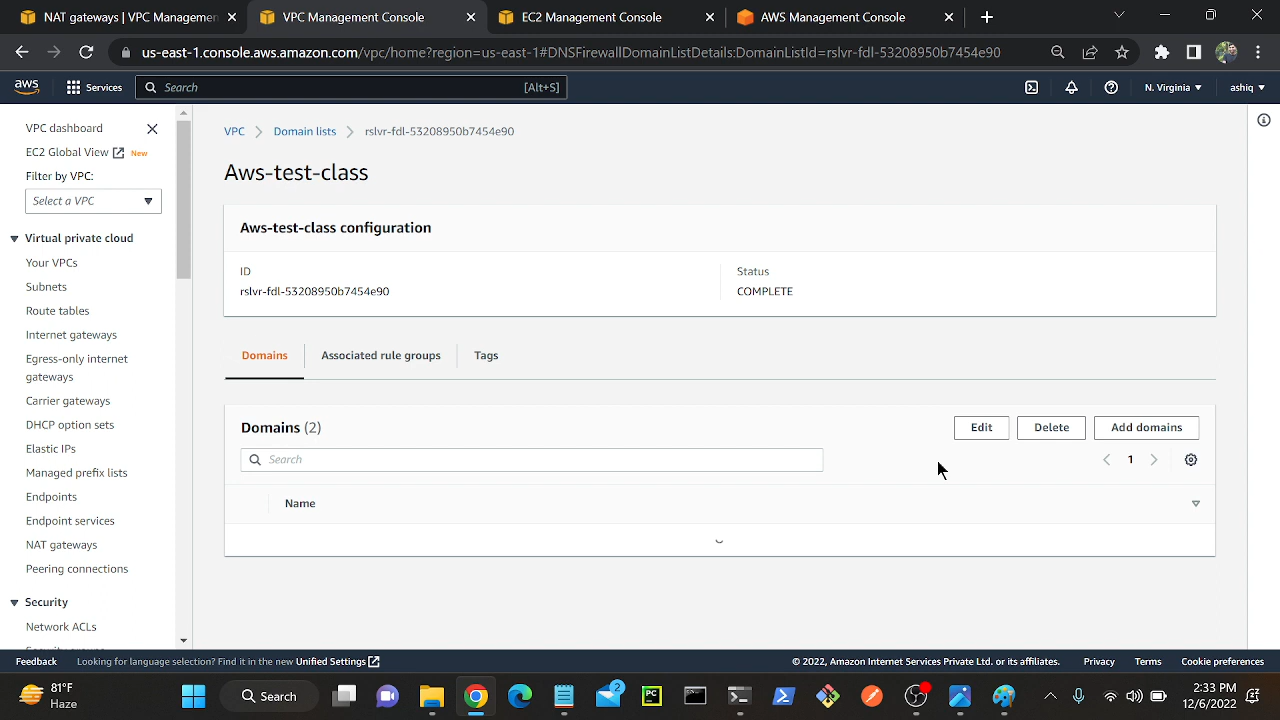 NAT gateways | VPC Management
VPC Management Console
EC2 Management Console
AWS Management Console
us-east-1.console.aws.amazon.com/vpc/home?region=us-east-1#DNSFirewallDomainListDetails:DomainListId=rslvr-fdl-53208950b7454e90
aws
Services
Search
[Alt+S]
N. Virginia
ashiq
VPC dashboard
EC2 Global View
New
Filter by VPC:
Select a VPC
Virtual private cloud
Your VPCs
Subnets
Route tables
Internet gateways
Egress-only internet
gateways
Carrier gateways
DHCP option sets
Elastic IPs
Managed prefix lists
Endpoints
Endpoint services
NAT gateways
Peering connections
Security
Network ACLs
VPC
Domain lists
rslvr-fdl-53208950b7454e90
Aws-test-class
Aws-test-class configuration
ID
rslvr-fdl-53208950b7454e90
Status
COMPLETE
Domains
Associated rule groups
Tags
Domains (2)
Edit
Delete
Add domains
Search
1
Name
Feedback
Looking for language selection? Find it in the new Unified Settings
© 2022, Amazon Internet Services Private Ltd. or its affiliates.
Privacy
Terms
Cookie preferences
81°F
Haze
Search
2
PC
2:33 PM
12/6/2022